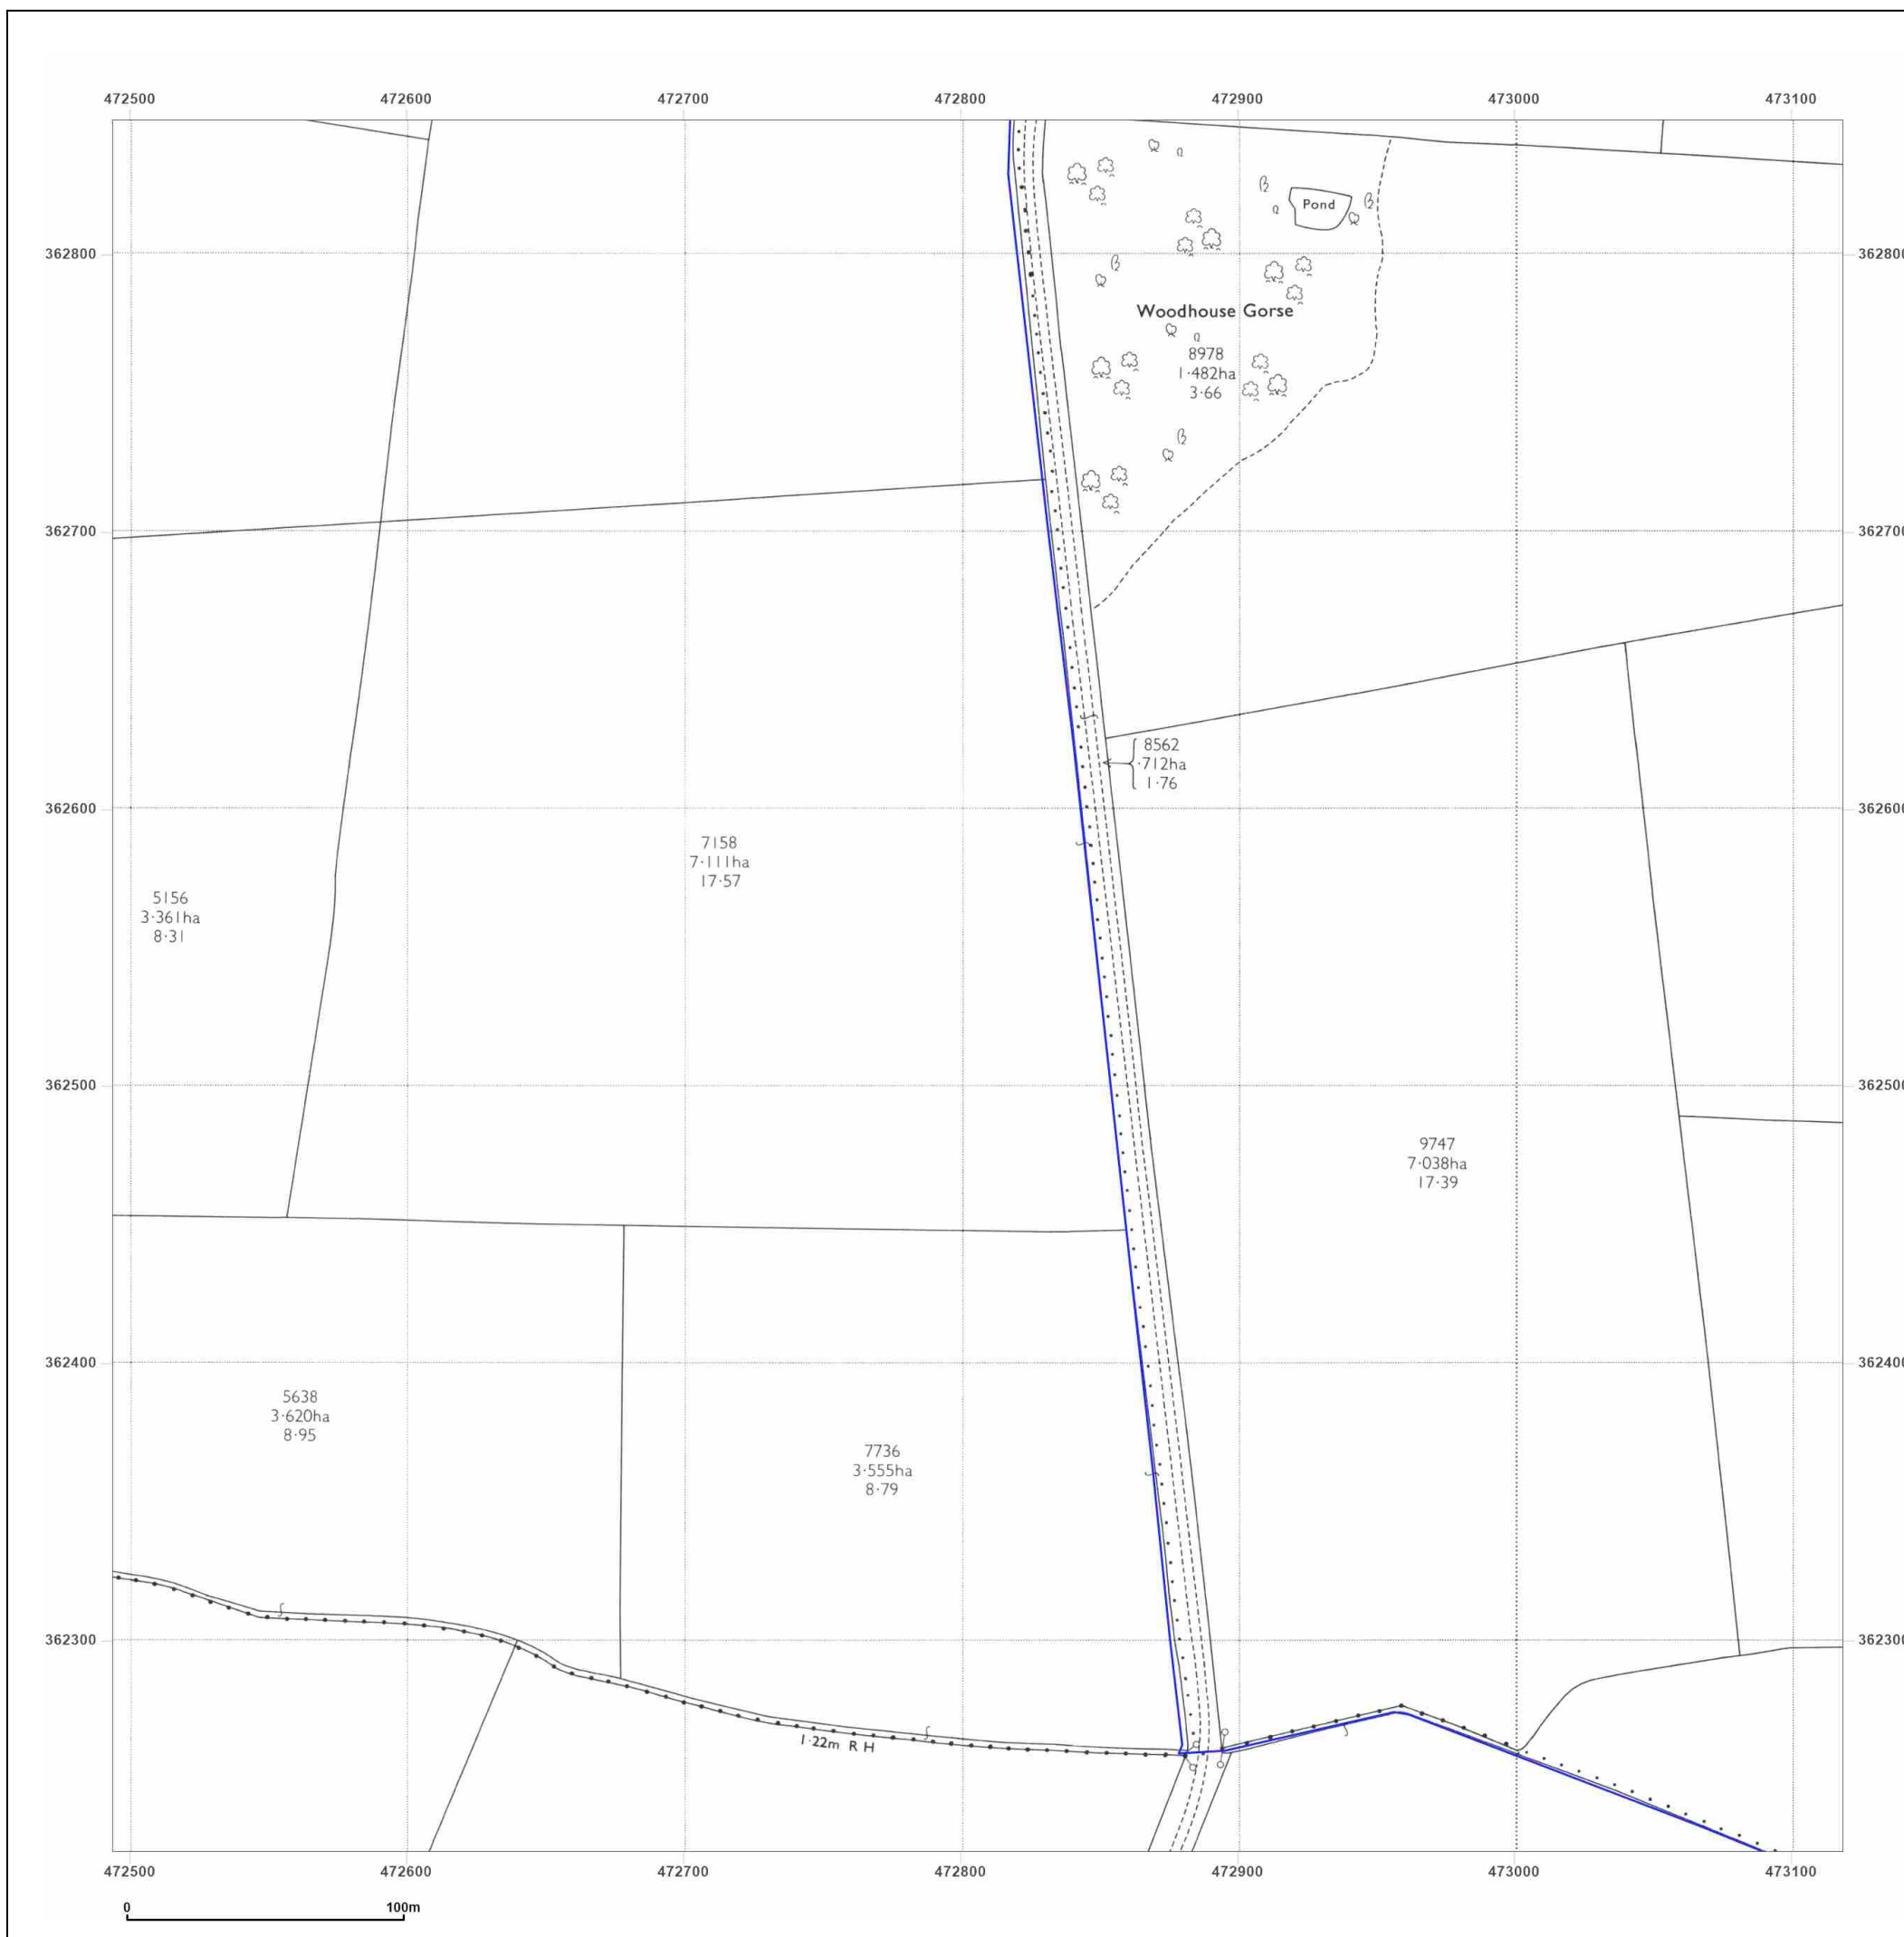 472500 472600 472700 472800 472900 473000 473100
Pond
362800 362800
Woodhouse Gorse
8978
1·482ha
3·66
362700 362700
8562
·712ha
1·76
362600 362600
7158
7·111ha
17·57
5156
3·361ha
8·31
362500 362500
9747
7·038ha
17·39
362400 362400
5638
3·620ha
8·95
7736
3·555ha
8·79
362300 362300
1·22m R H
472500 472600 472700 472800 472900 473000 473100
0 100m